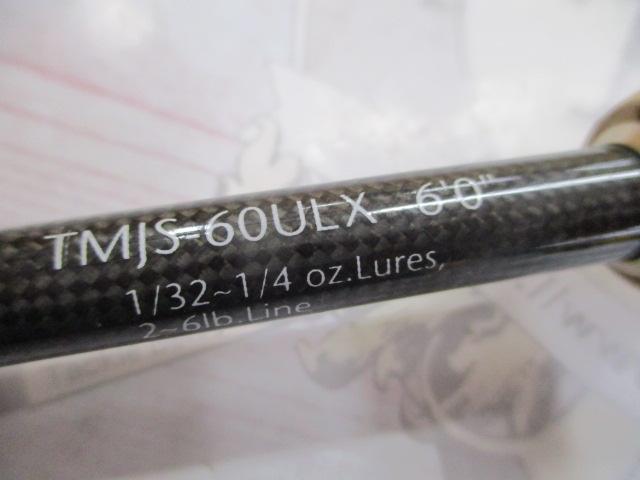 TMJS-60ULX 6'0"
1/32~1/4 oz.Lures,
2~6lb.Line